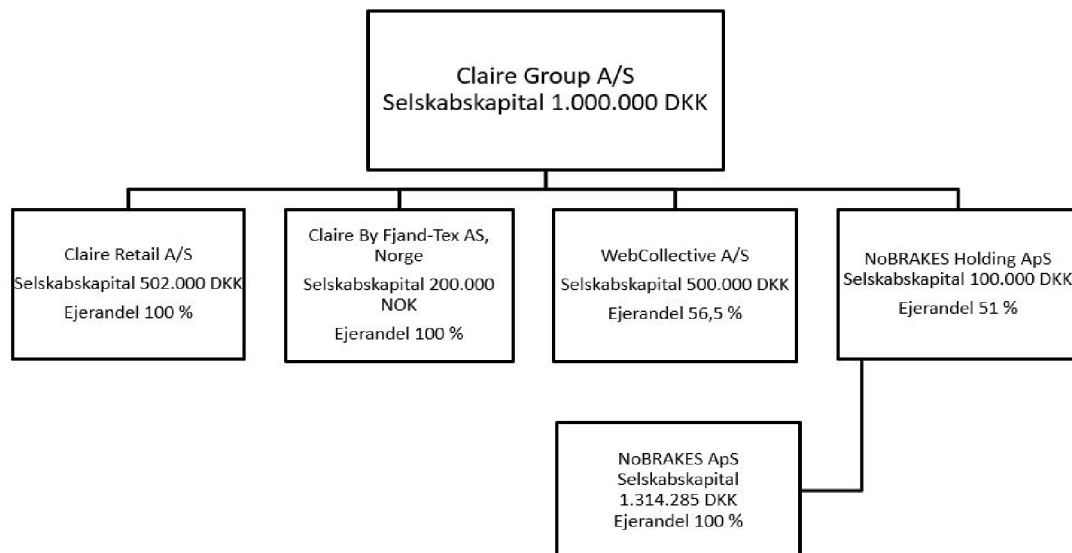 Claire Group A/S
Selskabskapital 1.000.000 DKK
Claire Retail A/S
Selskabskapital 502.000 DKK
Ejerandel 100 %
Claire By Fjand-Tex AS,
Norge
Selskabskapital 200.000
NOK
Ejerandel 100 %
WebCollective A/S
Selskabskapital 500.000 DKK
Ejerandel 56,5 %
NoBRAKES Holding ApS
Selskabskapital 100.000 DKK
Ejerandel 51 %
NoBRAKES ApS
Selskabskapital
1.314.285 DKK
Ejerandel 100 %